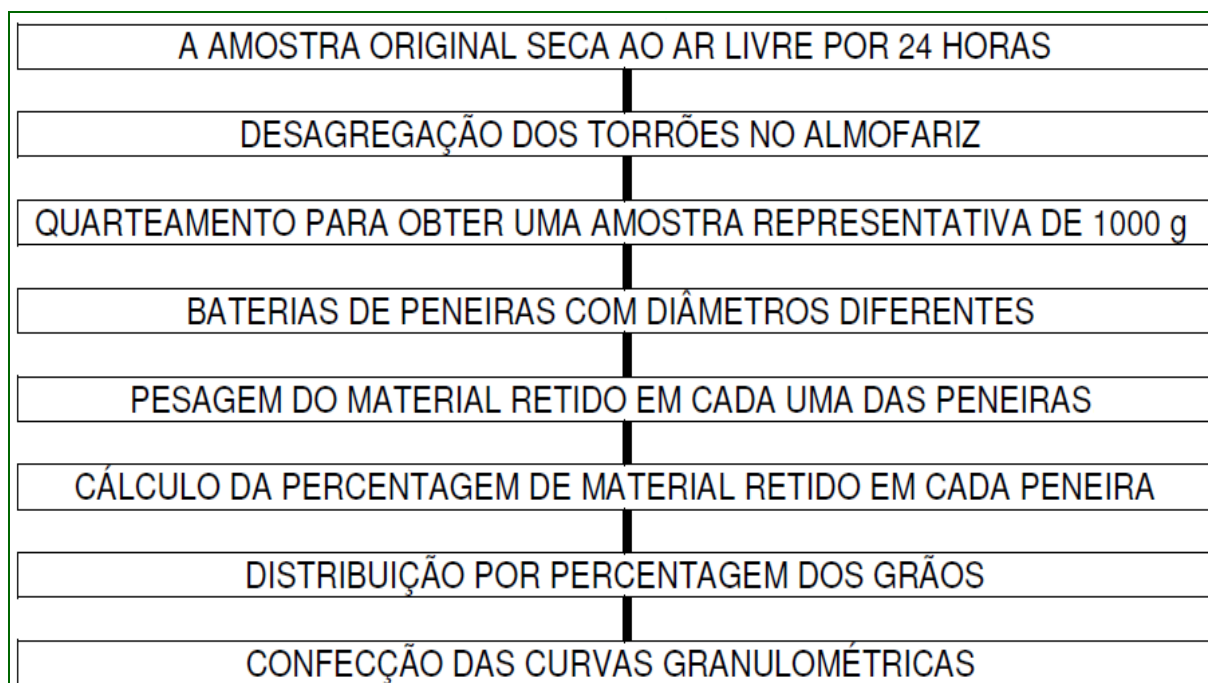 A AMOSTRA ORIGINAL SECA AO AR LIVRE POR 24 HORAS
DESAGREGAÇÃO DOS TORRÕES NO ALMOFARIZ
QUARTEAMENTO PARA OBTER UMA AMOSTRA REPRESENTATIVA DE 1000 g
BATERIAS DE PENEIRAS COM DIÂMETROS DIFERENTES
PESAGEM DO MATERIAL RETIDO EM CADA UMA DAS PENEIRAS
CÁLCULO DA PERCENTAGEM DE MATERIAL RETIDO EM CADA PENEIRA
DISTRIBUIÇÃO POR PERCENTAGEM DOS GRÃOS
CONFECÇÃO DAS CURVAS GRANULOMÉTRICAS